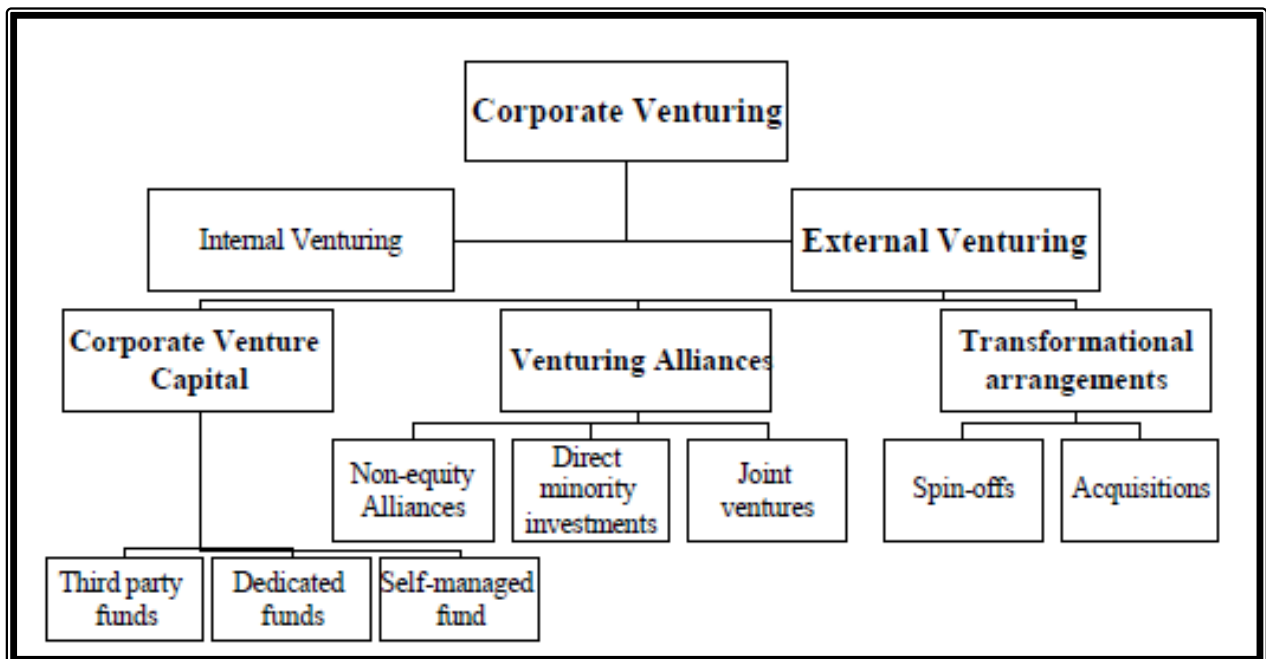 Corporate Venturing
Internal Venturing
External Venturing
Corporate Venture
Capital
Venturing Alliances
Transformational
arrangements
Non-equity
Alliances
Direct
minority
investments
Joint
ventures
Spin-offs
Acquisitions
Third party
funds
Dedicated
funds
Self-managed
fund